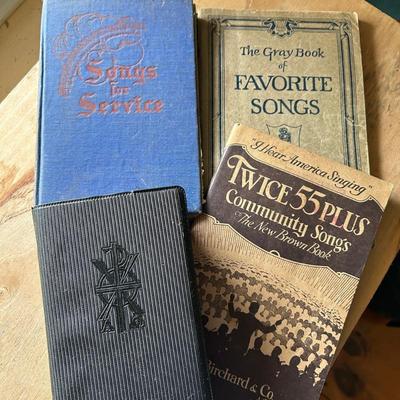 Songs
for
Service
The Gray Book
of
FAVORITE
SONGS
"I Hear America Singing"
TWICE 55 PLUS
Community Songs
The New Brown Book
Birchard & Co